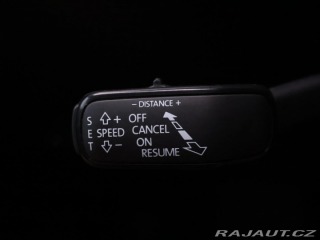 - DISTANCE +
S + OFF
E SPEED CANCEL
T - ON
RESUME
RAJAUT.CZ